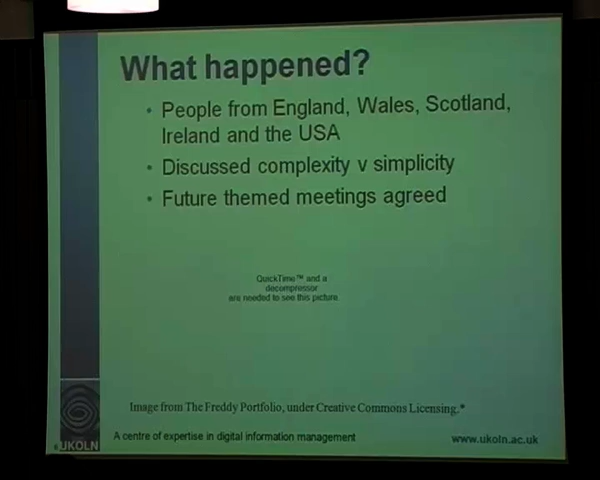 What happened?
• People from England, Wales, Scotland,
Ireland and the USA
• Discussed complexity v simplicity
• Future themed meetings agreed
QuickTime™ and a
decompressor
are needed to see this picture
Image from The Freddy Portfolio, under Creative Commons Licensing.*
UKOLN
A centre of expertise in digital information management
www.ukoln.ac.uk